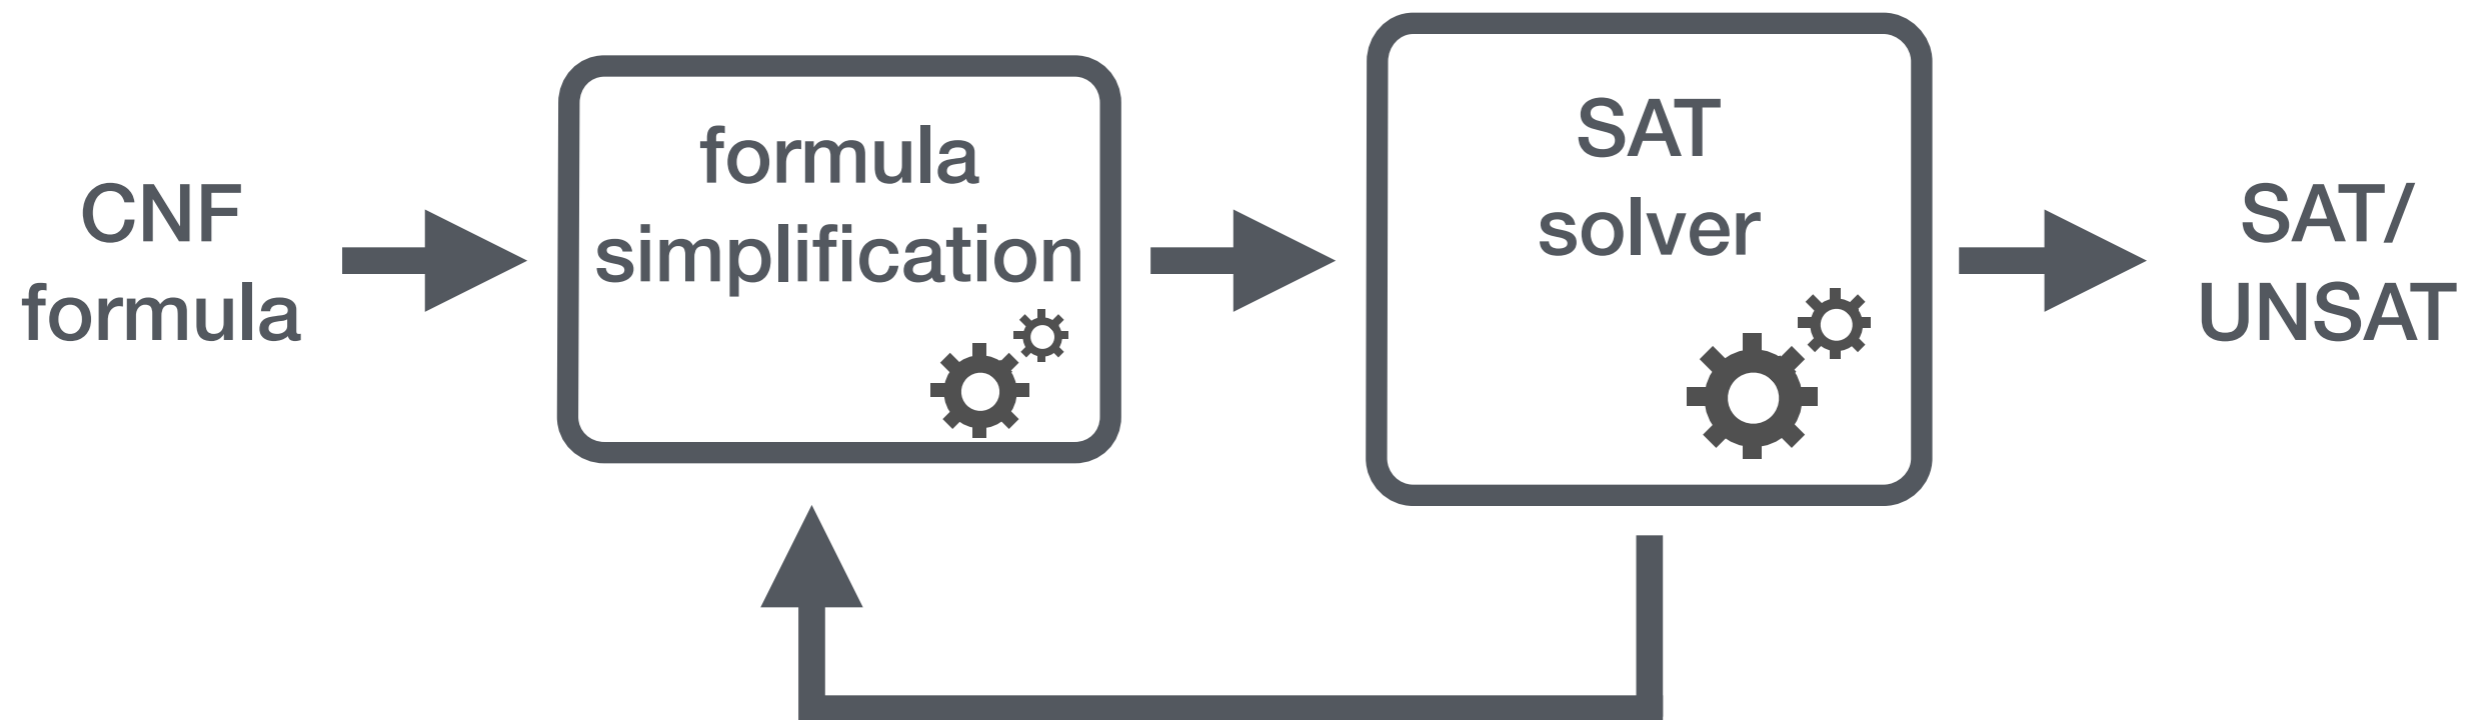 CNF
formula
formula
simplification
SAT
solver
SAT/
UNSAT